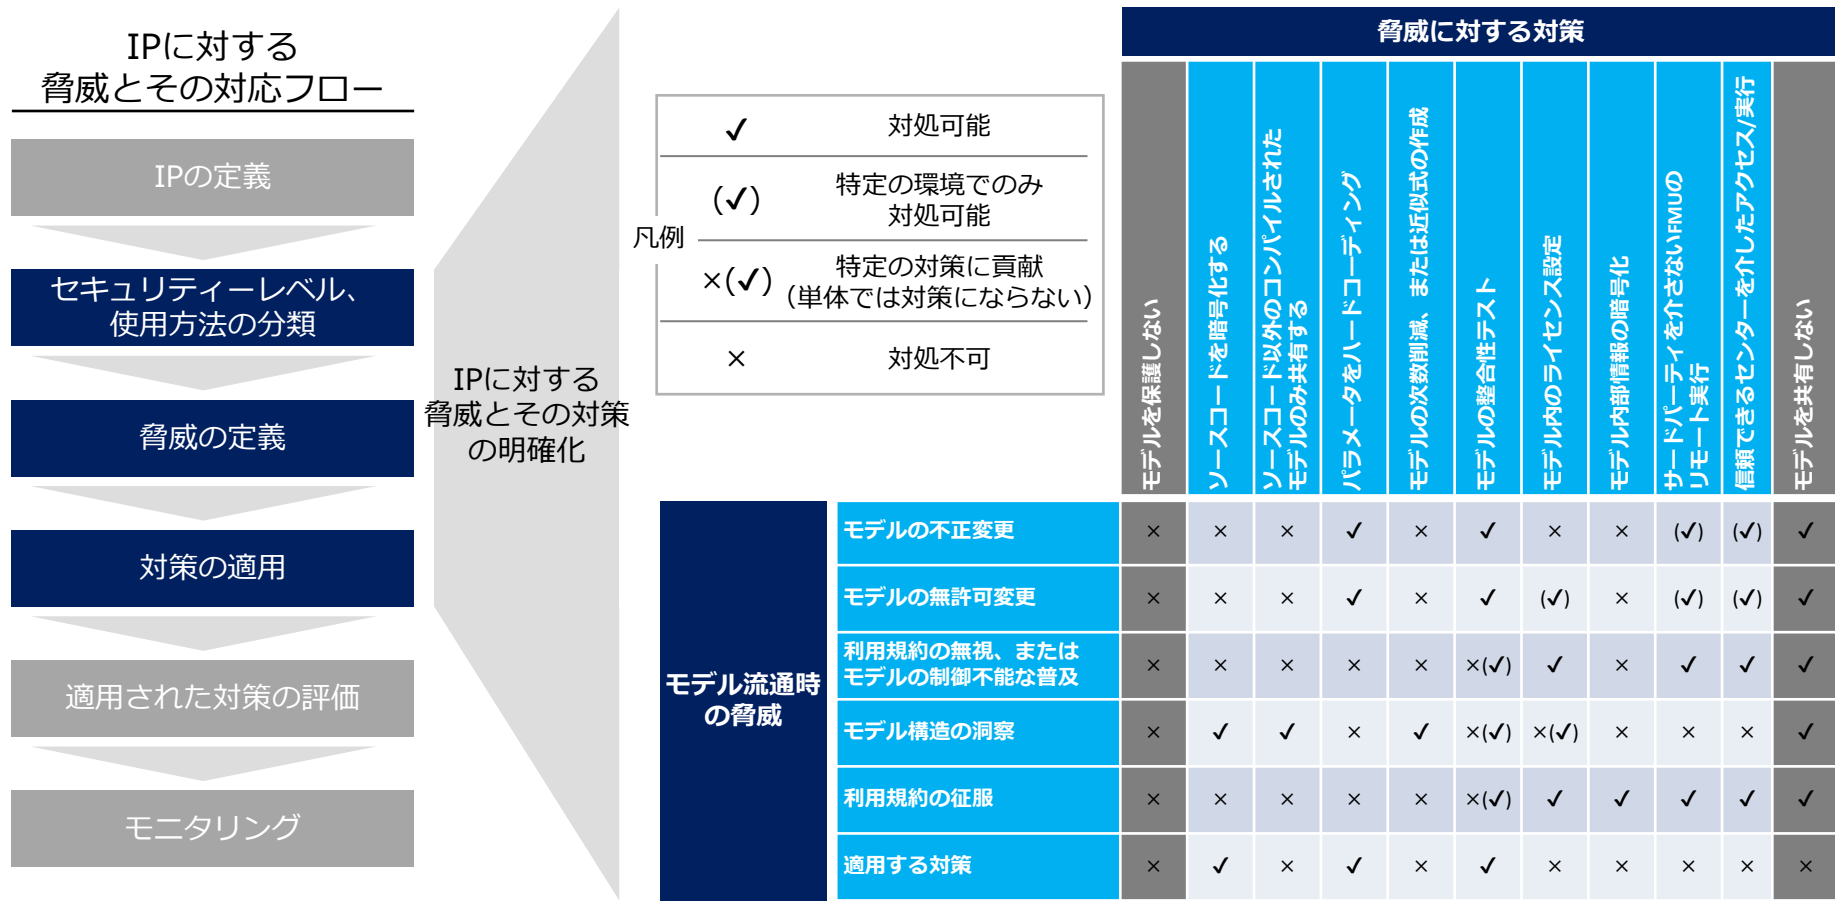 IPに対する
脅威とその対応フロー
IPの定義
セキュリティーレベル、
使用方法の分類
脅威の定義
対策の適用
適用された対策の評価
モニタリング
IPに対する
脅威とその対策
の明確化
凡例
✓ 対処可能
(✓) 特定の環境でのみ
対処可能
×(✓) 特定の対策に貢献
（単体では対策にならない）
× 対処不可
脅威に対する対策
モデルを保護しない
ソースコードを暗号化する
ソースコード以外のコンパイルされた
モデルのみ共有する
パラメータをハードコーディング
モデルの次数削減、または近似式の作成
モデルの整合性テスト
モデル内のライセンス設定
モデル内部情報の暗号化
サードパーティを介さないFMUの
リモート実行
信頼できるセンターを介したアクセス/実行
モデルを共有しない
モデル流通時
の脅威
モデルの不正変更 × × × ✓ × ✓ × × (✓) (✓) ✓
モデルの無許可変更 × × × ✓ × ✓ (✓) × (✓) (✓) ✓
利用規約の無視、または
モデルの制御不能な普及 × × × × × ×(✓) ✓ × ✓ ✓ ✓
モデル構造の洞察 × ✓ ✓ × ✓ ×(✓) ×(✓) × × × ✓
利用規約の征服 × × × × × ×(✓) ✓ ✓ ✓ ✓ ✓
適用する対策 × ✓ × ✓ × ✓ × × × × ×